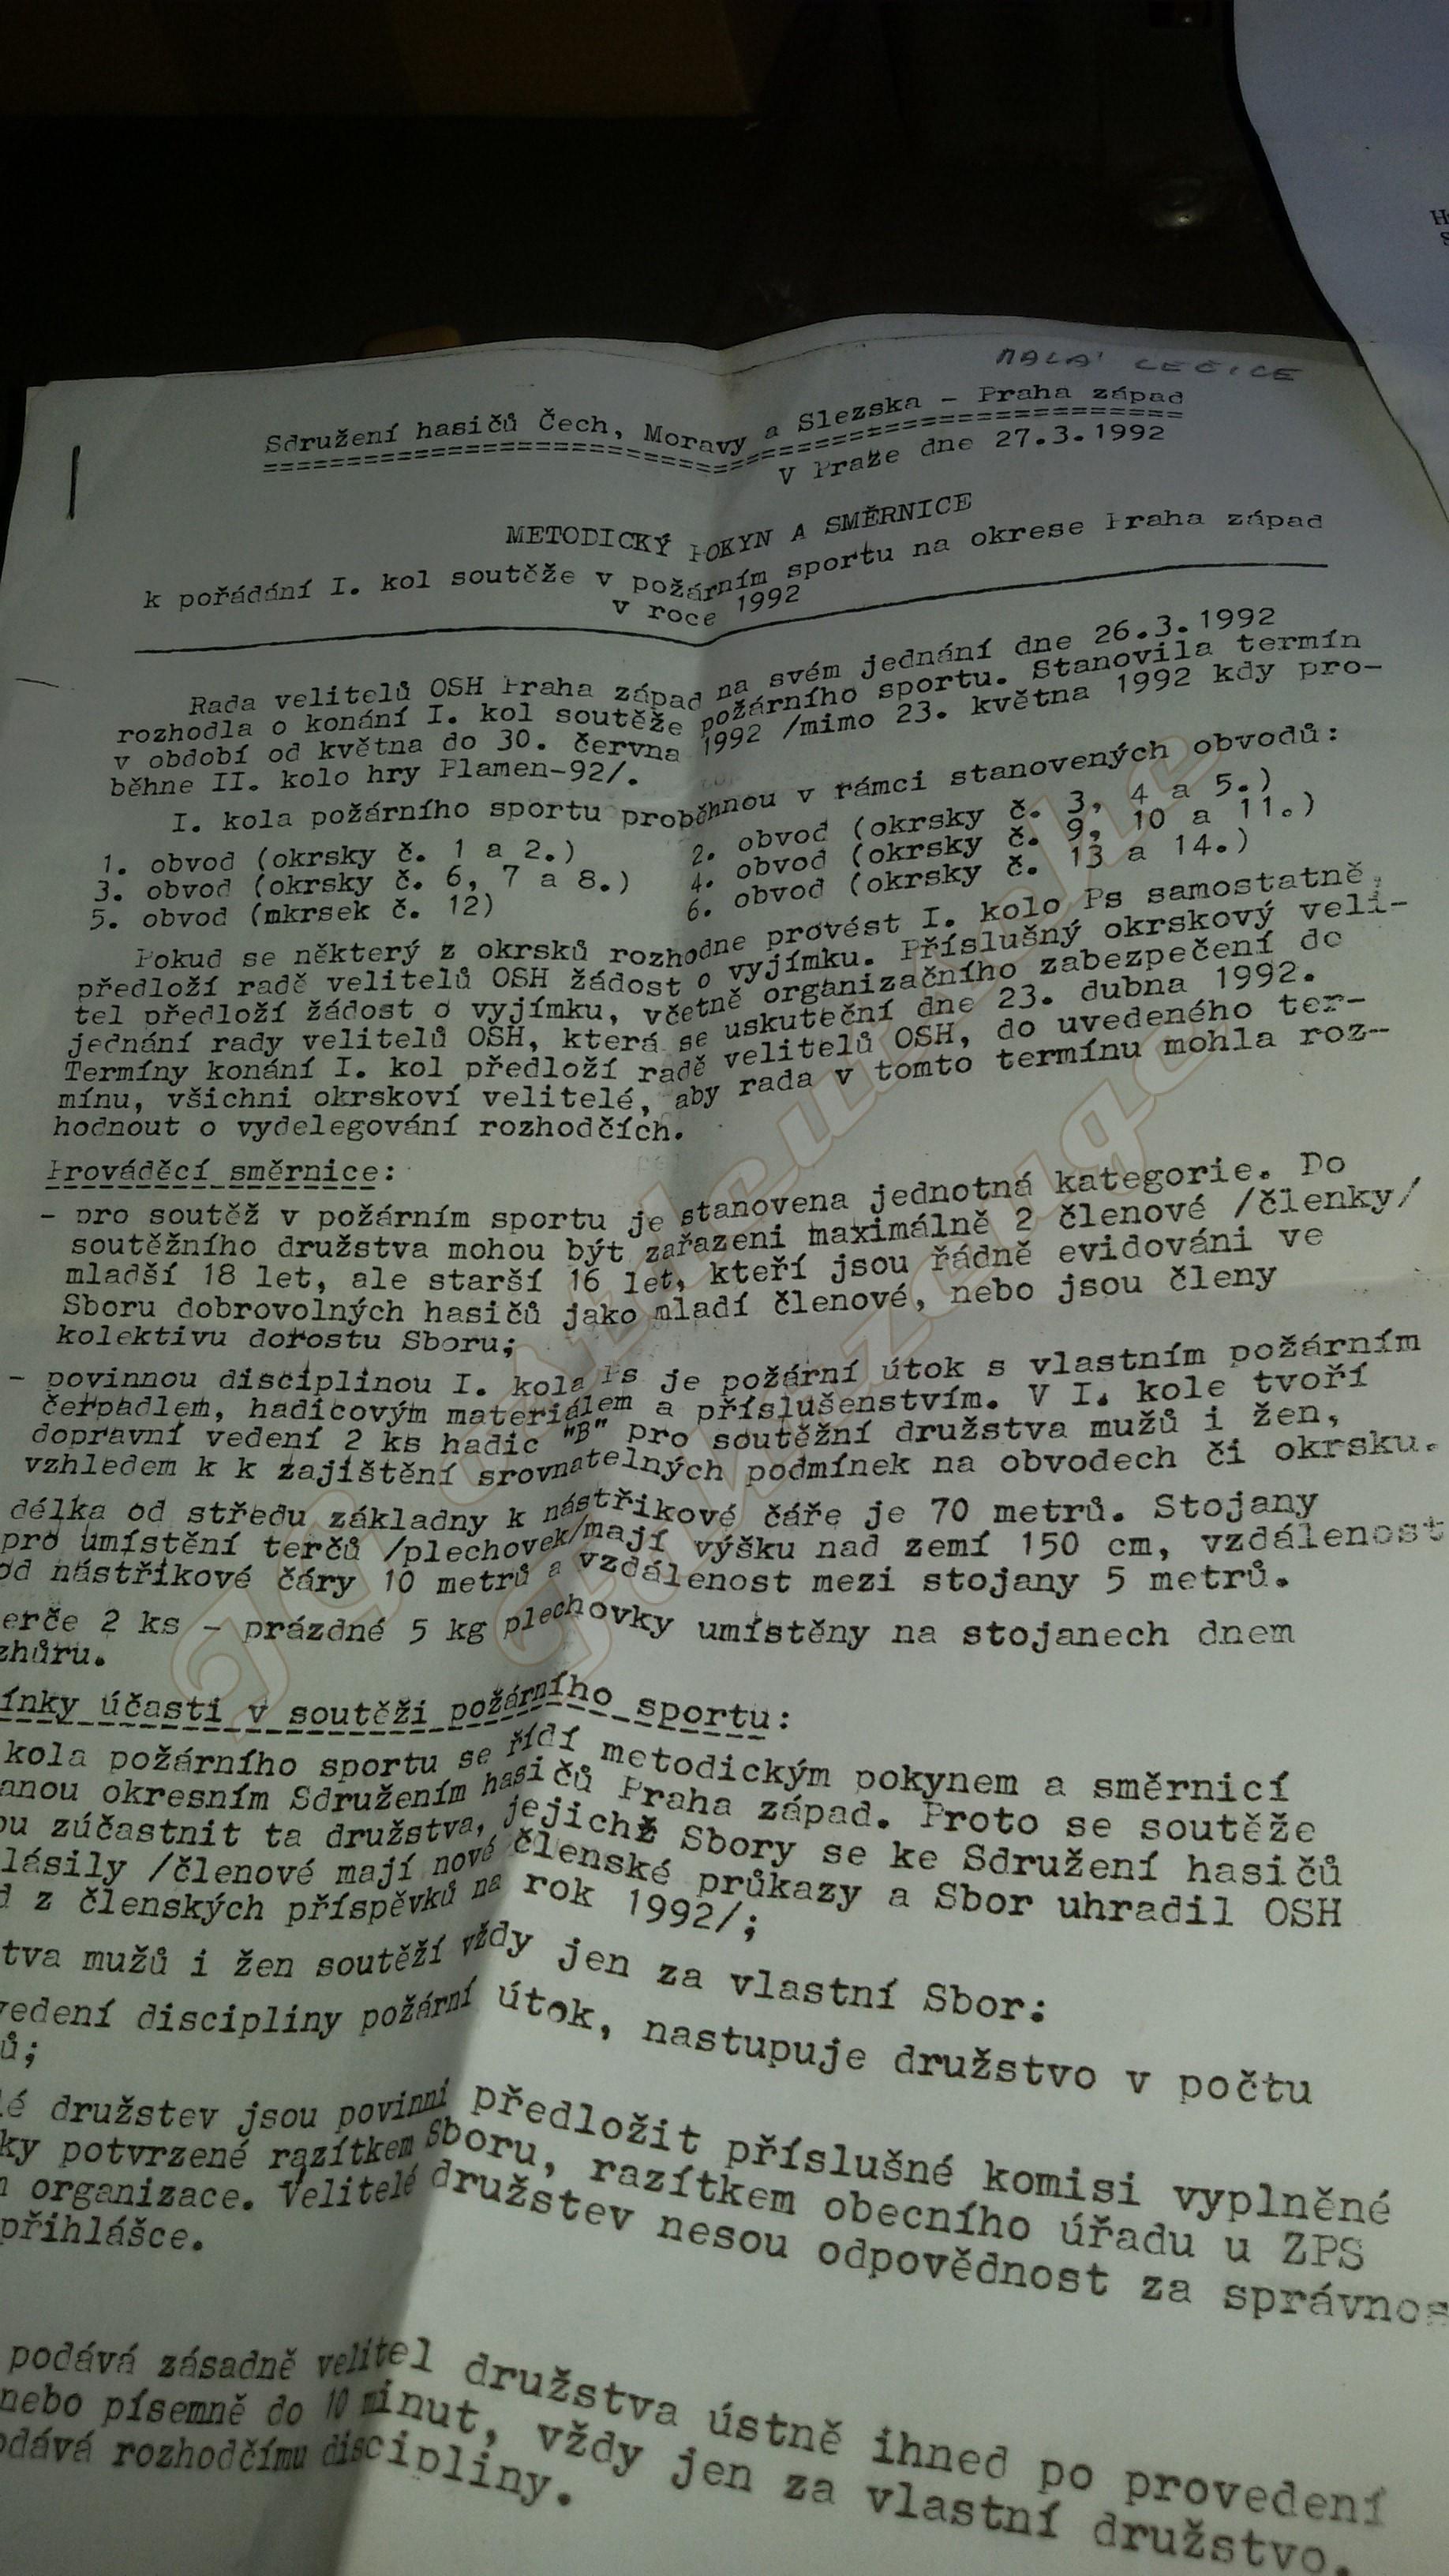 MALÁ LEČICE
Sdružení hasičů Čech, Moravy a Slezska - Praha západ
V Praze dne 27.3.1992
METODICKÝ POKYN A SMĚRNICE
k pořádání I. kol soutěže v požárním sportu na okrese Praha západ
v roce 1992
Rada velitelů OSH Praha západ na svém jednání dne 26.3.1992
rozhodla o konání I. kol soutěže požárního sportu. Stanovila termín
v období od května do 30. června 1992 /mimo 23. května 1992 kdy pro-
běhne II. kolo hry Plamen-92/.
I. kola požárního sportu proběhnou v rámci stanovených obvodů:
1. obvod (okrsky č. 1 a 2.) 2. obvod (okrsky č. 3, 4 a 5.)
3. obvod (okrsky č. 6, 7 a 8.) 4. obvod (okrsky č. 9, 10 a 11.)
5. obvod (mkrsek č. 12) 6. obvod (okrsky č. 13 a 14.)
Pokud se některý z okrsků rozhodne provést I. kolo Ps samostatně,
předloží radě velitelů OSH žádost o vyjímku. Příslušný okrskový veli-
tel předloží žádost o vyjímku, včetně organizačního zabezpečení do
jednání rady velitelů OSH, která se uskuteční dne 23. dubna 1992.
Termíny konání I. kol předloží radě velitelů OSH, do uvedeného ter-
mínu, všichni okrskoví velitelé, aby rada v tomto termínu mohla roz-
hodnout o vydelegování rozhodčích.
Prováděcí směrnice:
- pro soutěž v požárním sportu je stanovena jednotná kategorie. Do
soutěžního družstva mohou být zařazeni maximálně 2 členové /členky/
mladší 18 let, ale starší 16 let, kteří jsou řádně evidováni ve
Sboru dobrovolných hasičů jako mladí členové, nebo jsou členy
kolektivu dorostu Sboru;
- povinnou disciplinou I. kola Ps je požární útok s vlastním požárním
čerpadlem, hadicovým materiálem a příslušenstvím. V I. kole tvoří
dopravní vedení 2 ks hadic "B" pro soutěžní družstva mužů i žen,
vzhledem k k zajištění srovnatelných podmínek na obvodech či okrsku.
délka od středu základny k nástřikové čáře je 70 metrů. Stojany
pro umístění terčů /plechovek/mají výšku nad zemí 150 cm, vzdálenost
od nástřikové čáry 10 metrů a vzdálenost mezi stojany 5 metrů.
erče 2 ks - prázdné 5 kg plechovky umístěny na stojanech dnem
zhůru.
ínky účasti v soutěži požárního sportu:
kola požárního sportu se řídí metodickým pokynem a směrnicí
anou okresním Sdružením hasičů Praha západ. Proto se soutěže
ou zúčastnit ta družstva, jejichž Sbory se ke Sdružení hasičů
lásily /členové mají nové členské průkazy a Sbor uhradil OSH
d z členských příspěvků na rok 1992/;
tva mužů i žen soutěží vždy jen za vlastní Sbor:
vedení discipliny požární útok, nastupuje družstvo v počtu
ů;
lé družstev jsou povinni předložit příslušné komisi vyplněné
ky potvrzené razítkem Sboru, razítkem obecního úřadu u ZPS
organizace. Velitelé družstev nesou odpovědnost za správnos
přihlášce.
podává zásadně velitel družstva ústně ihned po provedení
nebo písemně do 10 minut, vždy jen za vlastní družstvo.
odává rozhodčímu discipliny.